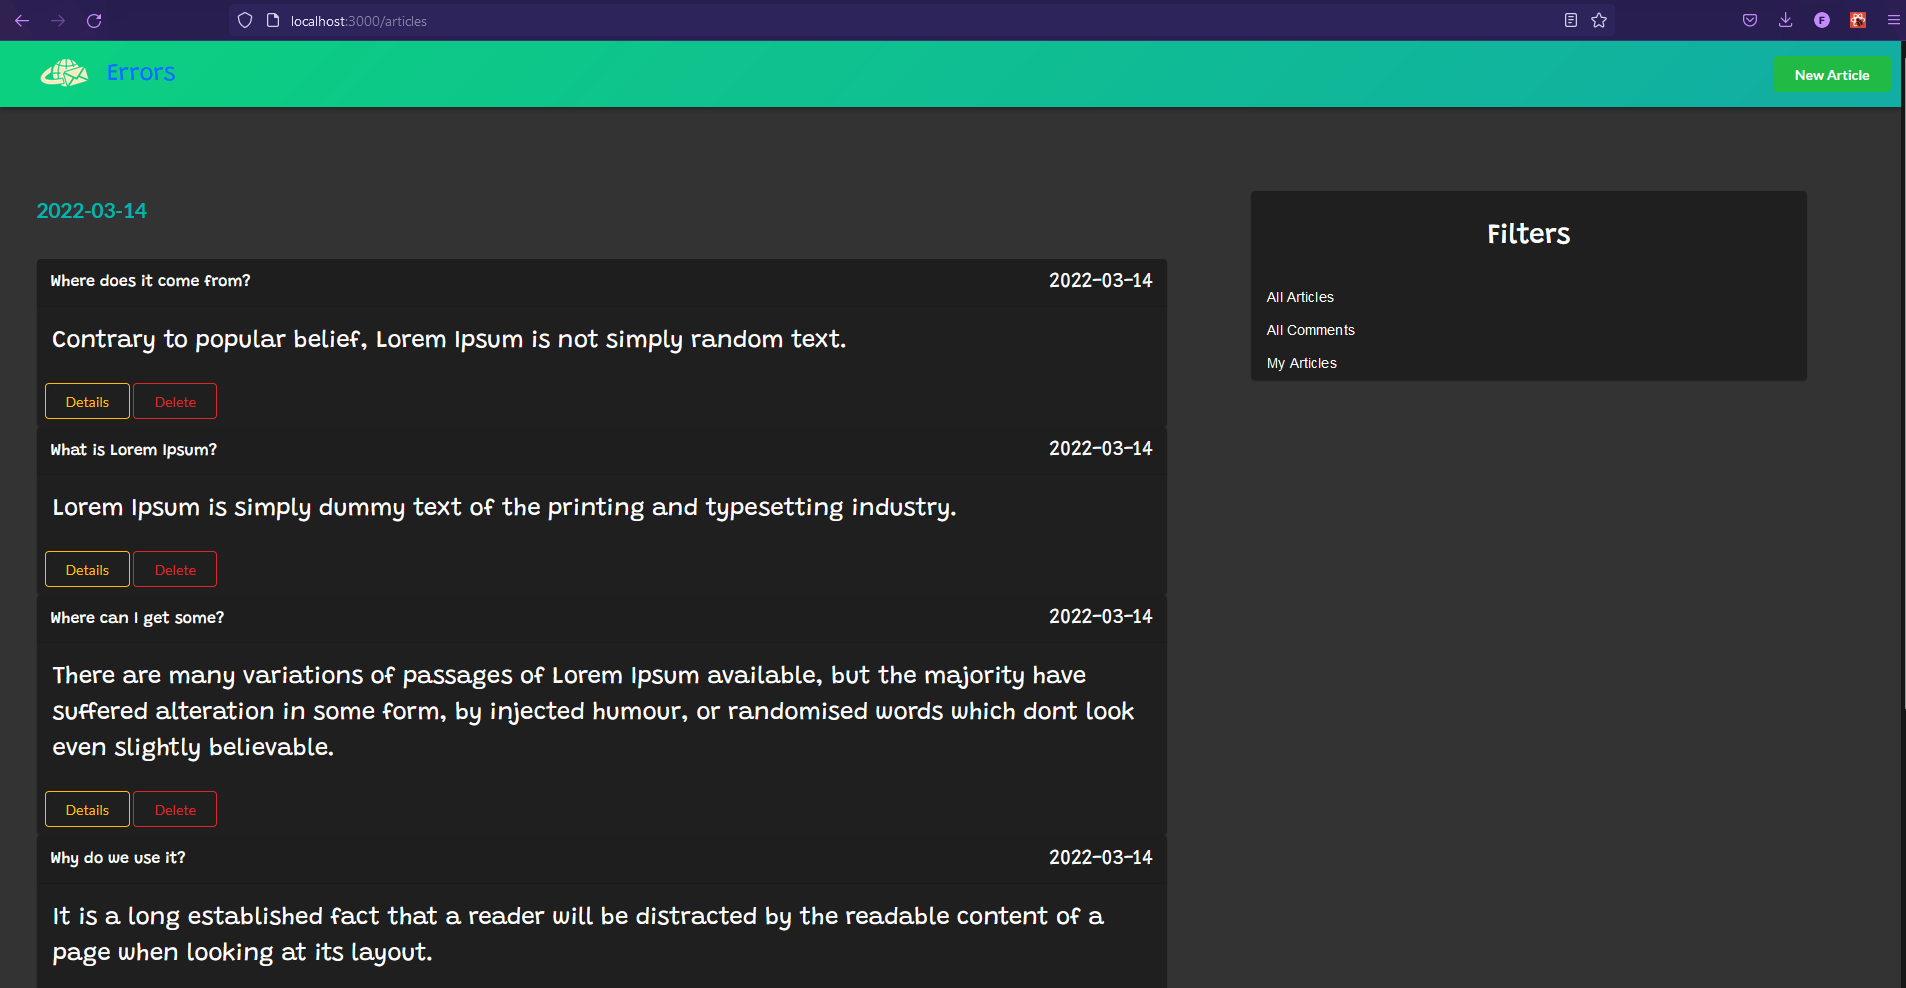 localhost:3000/articles
F
Errors
New Article
2022-03-14
Where does it come from? 2022-03-14
Contrary to popular belief, Lorem Ipsum is not simply random text.
Details Delete
What is Lorem Ipsum? 2022-03-14
Lorem Ipsum is simply dummy text of the printing and typesetting industry.
Details Delete
Where can I get some? 2022-03-14
There are many variations of passages of Lorem Ipsum available, but the majority have
suffered alteration in some form, by injected humour, or randomised words which dont look
even slightly believable.
Details Delete
Why do we use it? 2022-03-14
It is a long established fact that a reader will be distracted by the readable content of a
page when looking at its layout.
Filters
All Articles
All Comments
My Articles